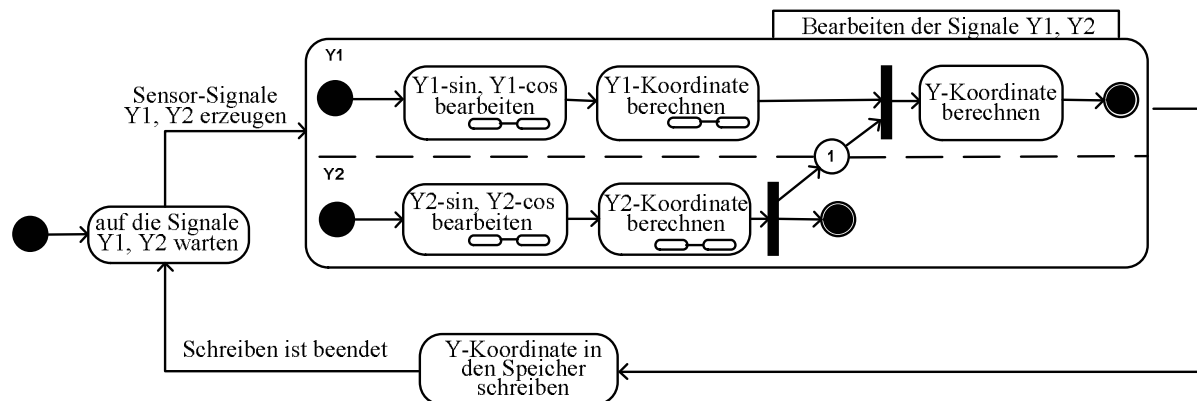 Bearbeiten der Signale Y1, Y2
Y1
Sensor-Signale
Y1, Y2 erzeugen
Y1-sin, Y1-cos
bearbeiten
Y1-Koordinate
berechnen
Y-Koordinate
berechnen
1
Y2
Y2-sin, Y2-cos
bearbeiten
Y2-Koordinate
berechnen
auf die Signale
Y1, Y2 warten
Schreiben ist beendet
Y-Koordinate in
den Speicher
schreiben